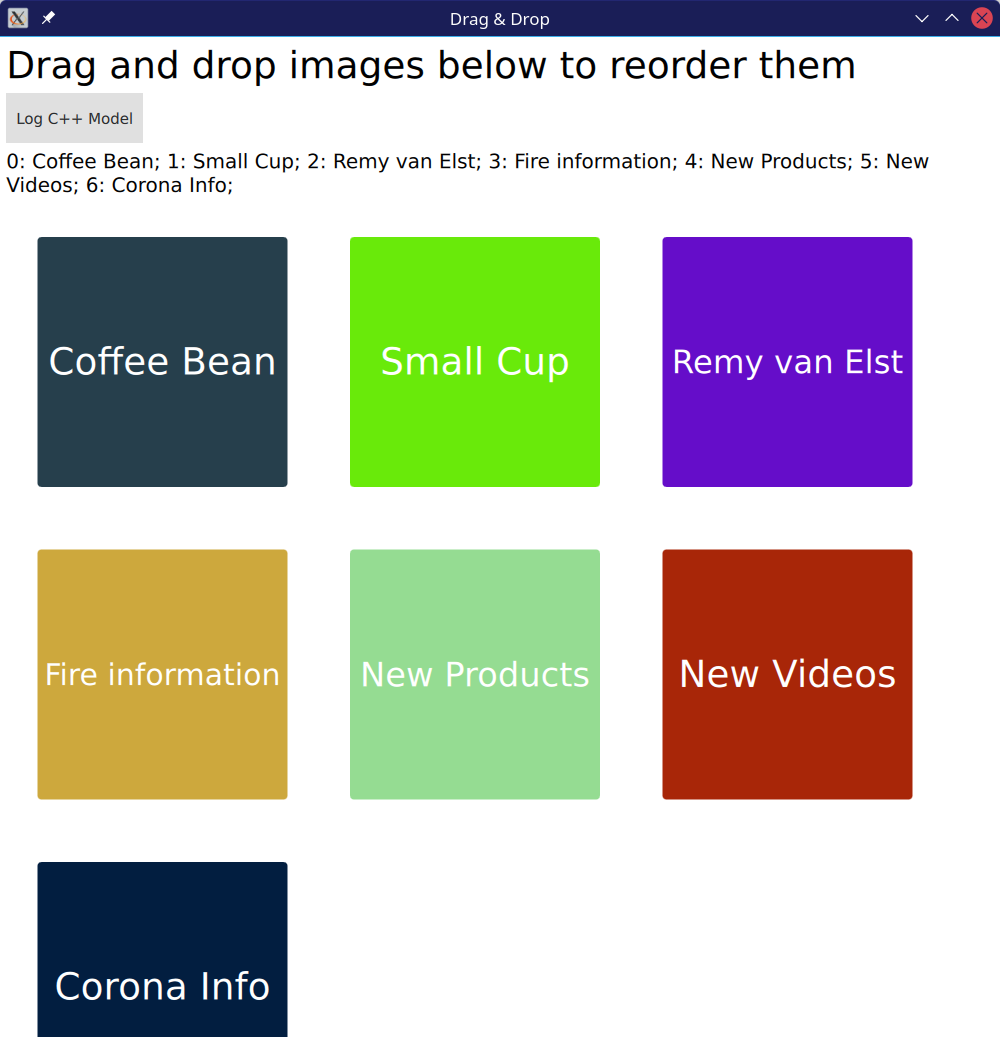 Drag & Drop
Drag and drop images below to reorder them
Log C++ Model
0: Coffee Bean; 1: Small Cup; 2: Remy van Elst; 3: Fire information; 4: New Products; 5: New
Videos; 6: Corona Info;
Coffee Bean
Small Cup
Remy van Elst
Fire information
New Products
New Videos
Corona Info